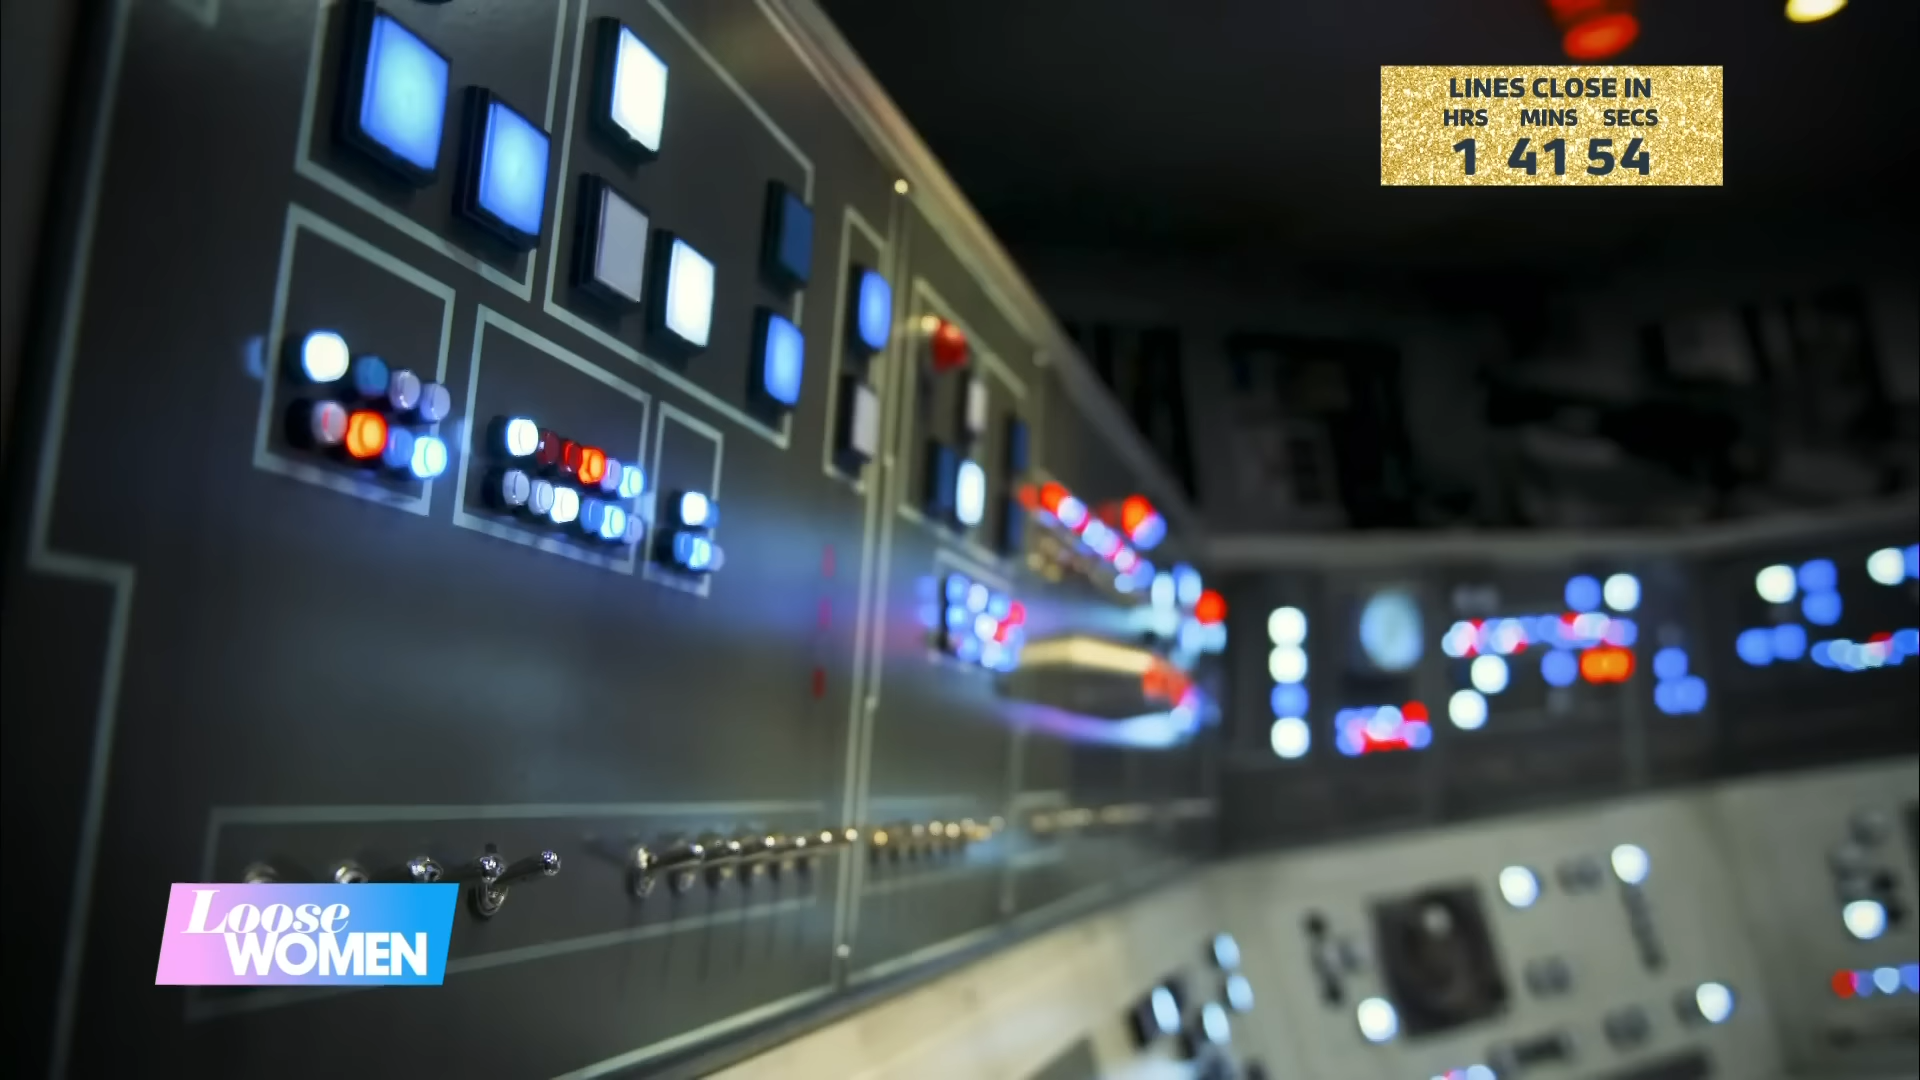 LINES CLOSE IN
HRS MINS SECS
1 41 54
Loose
WOMEN